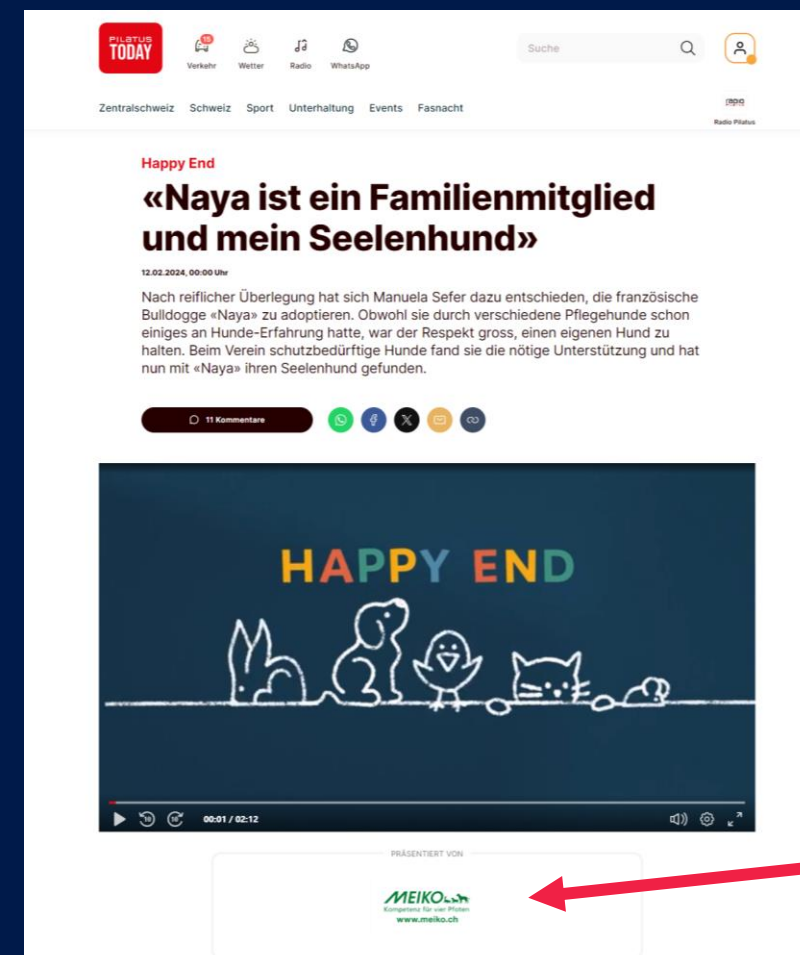 PILATUS
TODAY
Verkehr Wetter Radio WhatsApp
Suche
Zentralschweiz Schweiz Sport Unterhaltung Events Fasnacht
Radio Pilatus
Happy End
«Naya ist ein Familienmitglied
und mein Seelenhund»
12.02.2024, 00:00 Uhr
Nach reiflicher Überlegung hat sich Manuela Sefer dazu entschieden, die französische
Bulldogge «Naya» zu adoptieren. Obwohl sie durch verschiedene Pflegehunde schon
einiges an Hunde-Erfahrung hatte, war der Respekt gross, einen eigenen Hund zu
halten. Beim Verein schutzbedürftige Hunde fand sie die nötige Unterstützung und hat
nun mit «Naya» ihren Seelenhund gefunden.
11 Kommentare
HAPPY END
10 10 00:01 / 02:12
PRÄSENTIERT VON
MEIKO
Kompetenz für vier Pfoten
www.meiko.ch